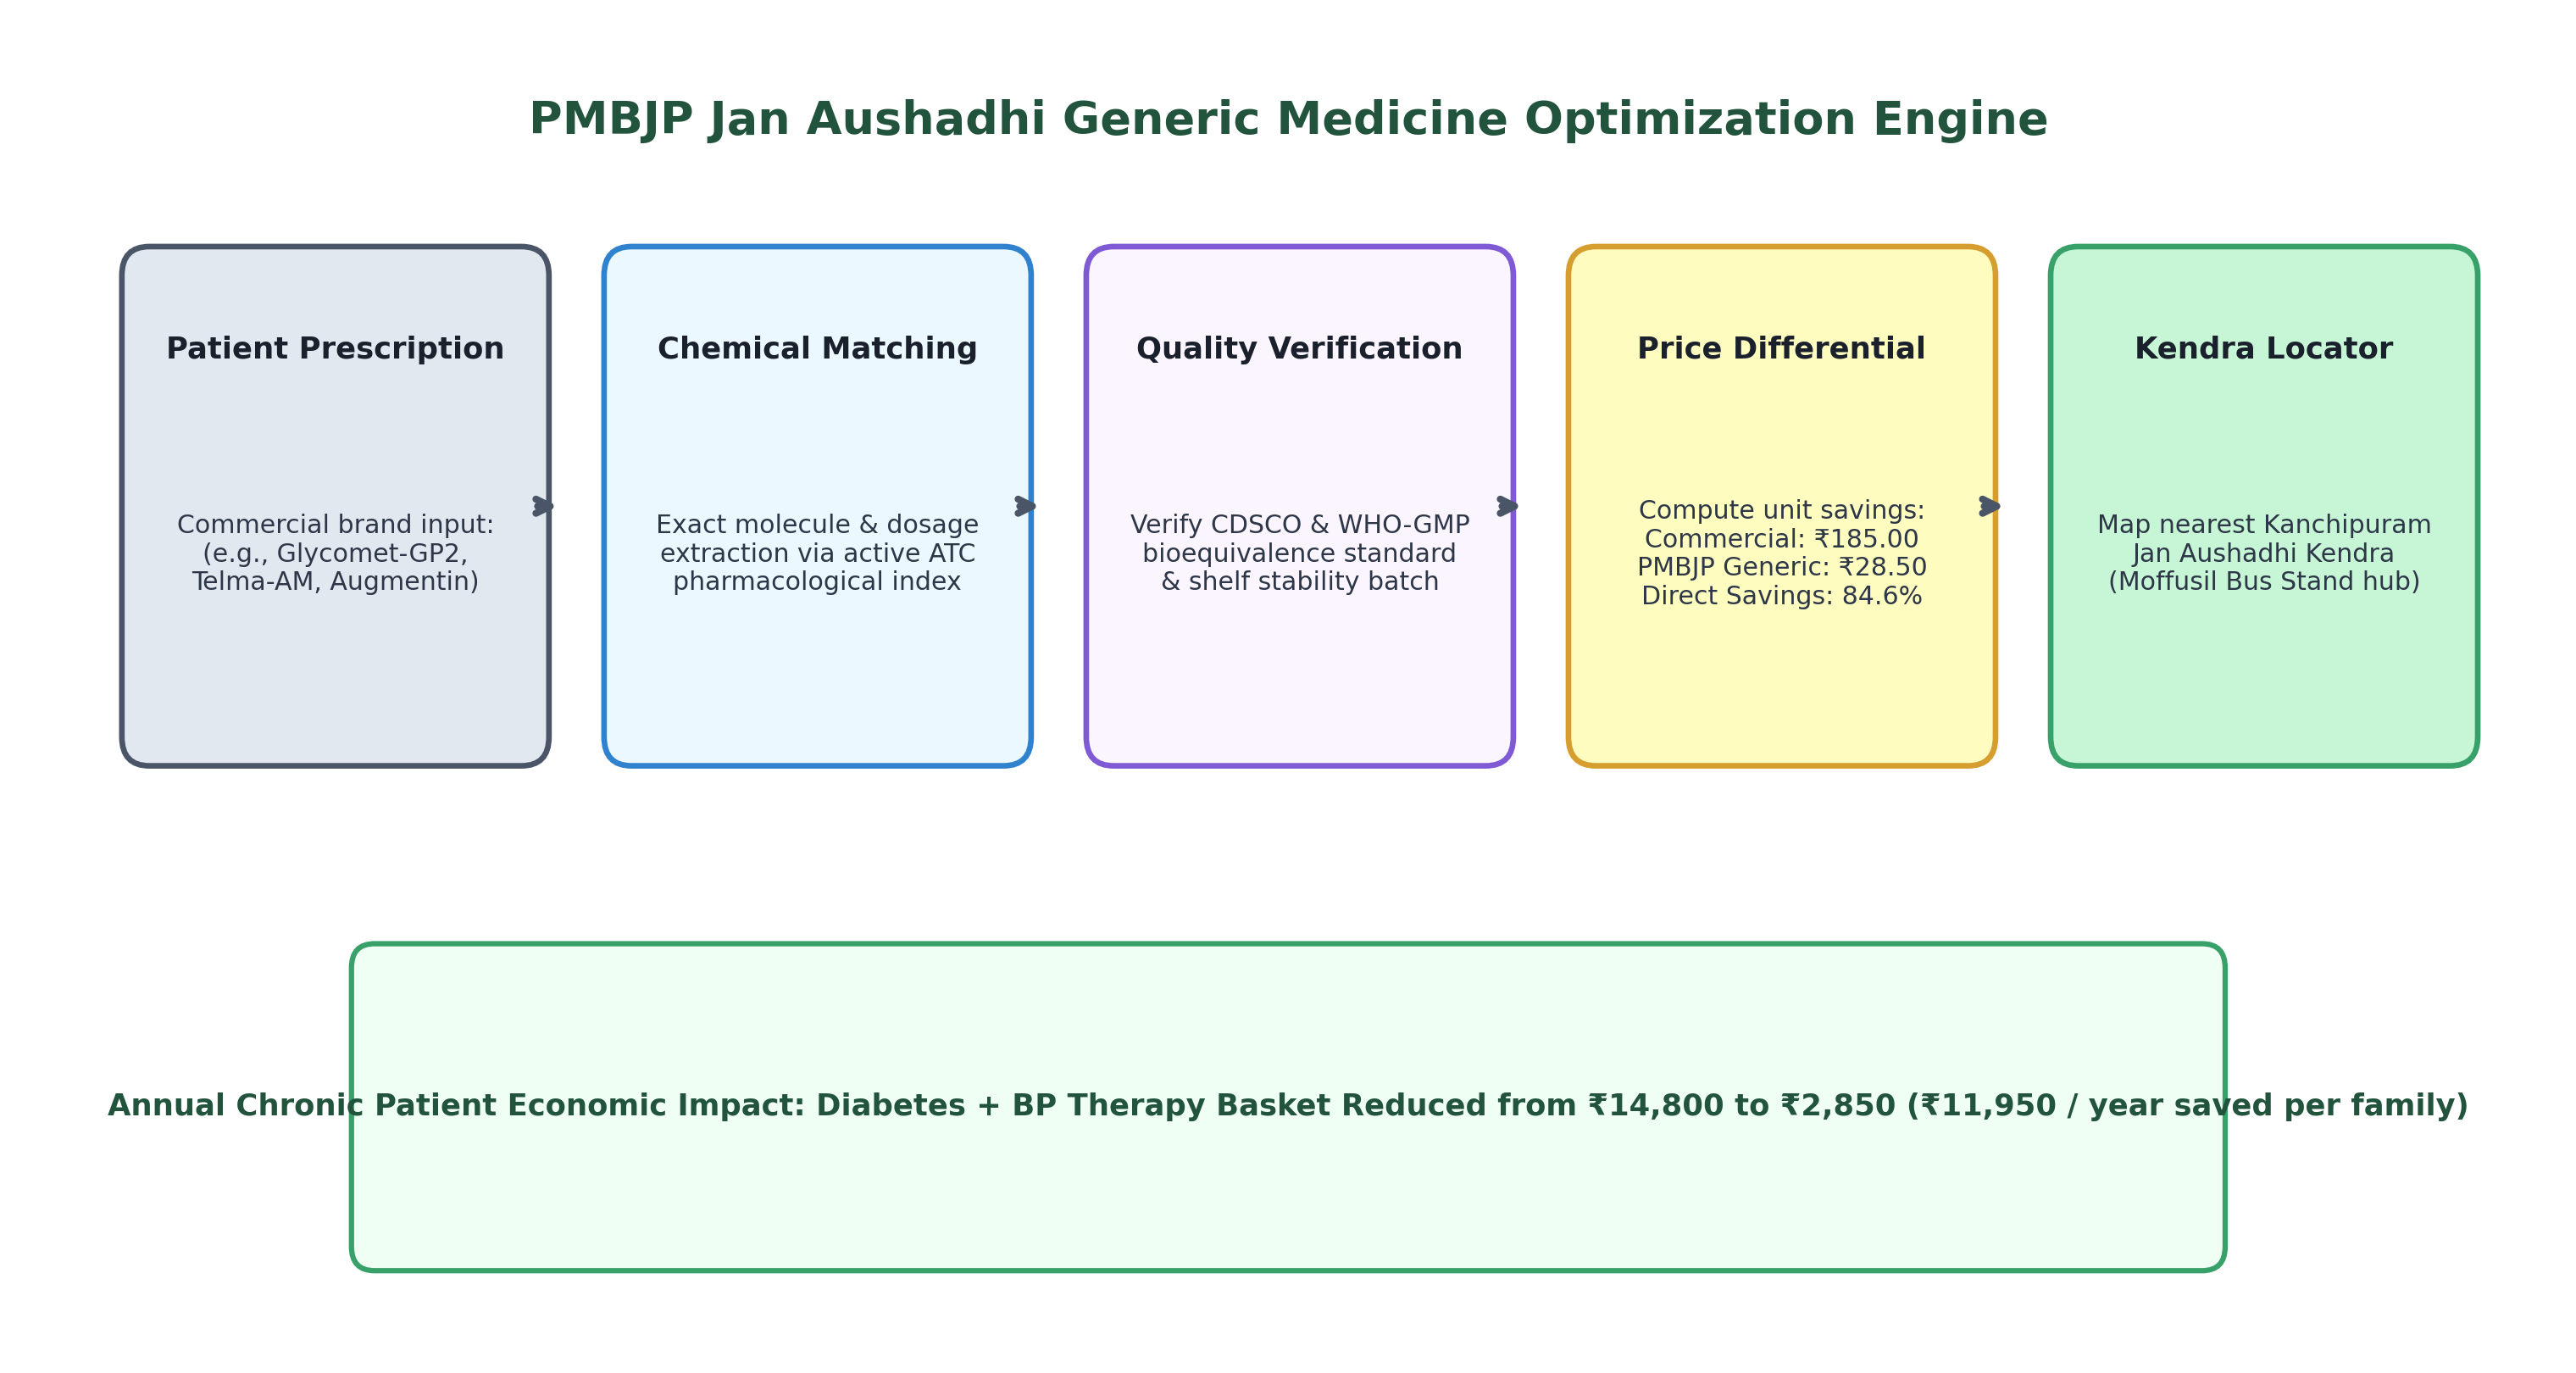 PMBJP Jan Aushadhi Generic Medicine Optimization Engine
Patient Prescription
Commercial brand input:
(e.g., Glycomet-GP2,
Telma-AM, Augmentin)
Chemical Matching
Exact molecule & dosage
extraction via active ATC
pharmacological index
Quality Verification
Verify CDSCO & WHO-GMP
bioequivalence standard
& shelf stability batch
Price Differential
Compute unit savings:
Commercial: ₹185.00
PMBJP Generic: ₹28.50
Direct Savings: 84.6%
Kendra Locator
Map nearest Kanchipuram
Jan Aushadhi Kendra
(Moffusil Bus Stand hub)
Annual Chronic Patient Economic Impact: Diabetes + BP Therapy Basket Reduced from ₹14,800 to ₹2,850 (₹11,950 / year saved per family)